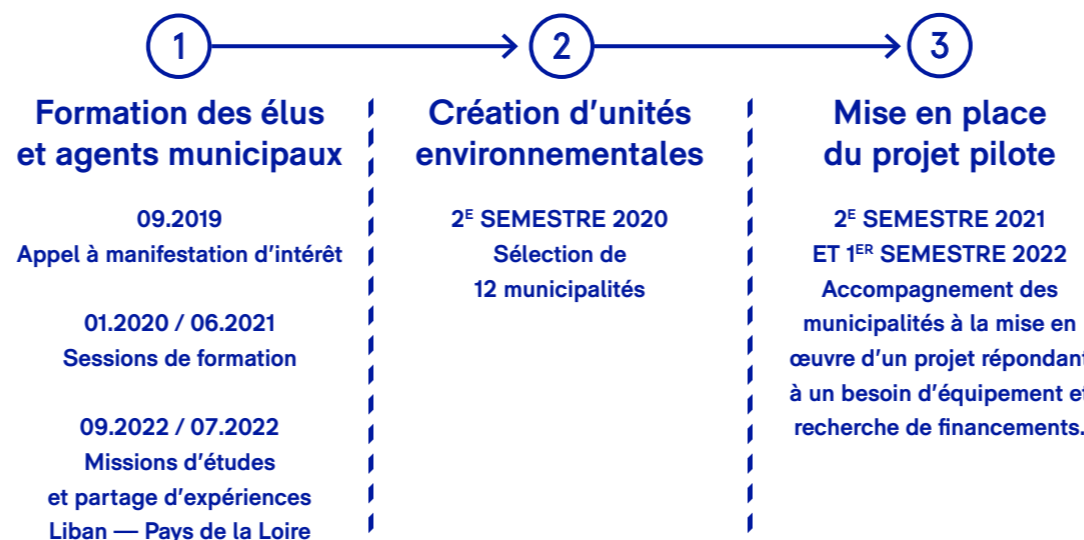 1
Formation des élus
et agents municipaux
09.2019
Appel à manifestation d'intérêt
01.2020 / 06.2021
Sessions de formation
09.2022 / 07.2022
Missions d'études
et partage d'expériences
Liban — Pays de la Loire
2
Création d'unités
environnementales
2E SEMESTRE 2020
Sélection de
12 municipalités
3
Mise en place
du projet pilote
2E SEMESTRE 2021
ET 1ER SEMESTRE 2022
Accompagnement des
municipalités à la mise en
œuvre d'un projet répondant
à un besoin d'équipement et
recherche de financements.